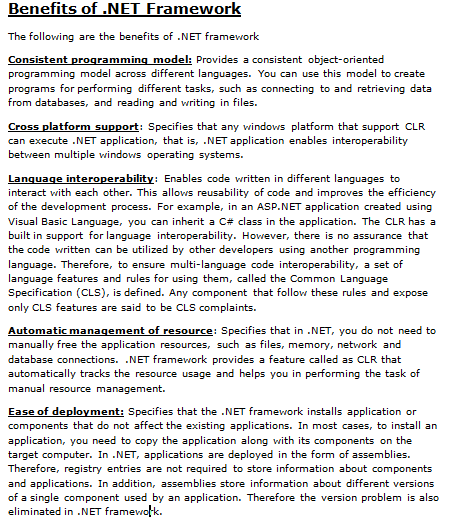 Benefits of .NET Framework
The following are the benefits of .NET framework
Consistent programming model: Provides a consistent object-oriented
programming model across different languages. You can use this model to create
programs for performing different tasks, such as connecting to and retrieving data
from databases, and reading and writing in files.
Cross platform support: Specifies that any windows platform that support CLR
can execute .NET application, that is, .NET application enables interoperability
between multiple windows operating systems.
Language interoperability: Enables code written in different languages to
interact with each other. This allows reusability of code and improves the efficiency
of the development process. For example, in an ASP.NET application created using
Visual Basic Language, you can inherit a C# class in the application. The CLR has a
built in support for language interoperability. However, there is no assurance that
the code written can be utilized by other developers using another programming
language. Therefore, to ensure multi-language code interoperability, a set of
language features and rules for using them, called the Common Language
Specification (CLS), is defined. Any component that follow these rules and expose
only CLS features are said to be CLS complaints.
Automatic management of resource: Specifies that in .NET, you do not need to
manually free the application resources, such as files, memory, network and
database connections. .NET framework provides a feature called as CLR that
automatically tracks the resource usage and helps you in performing the task of
manual resource management.
Ease of deployment: Specifies that the .NET framework installs application or
components that do not affect the existing applications. In most cases, to install an
application, you need to copy the application along with its components on the
target computer. In .NET, applications are deployed in the form of assemblies.
Therefore, registry entries are not required to store information about components
and applications. In addition, assemblies store information about different versions
of a single component used by an application. Therefore the version problem is also
eliminated in .NET framework.